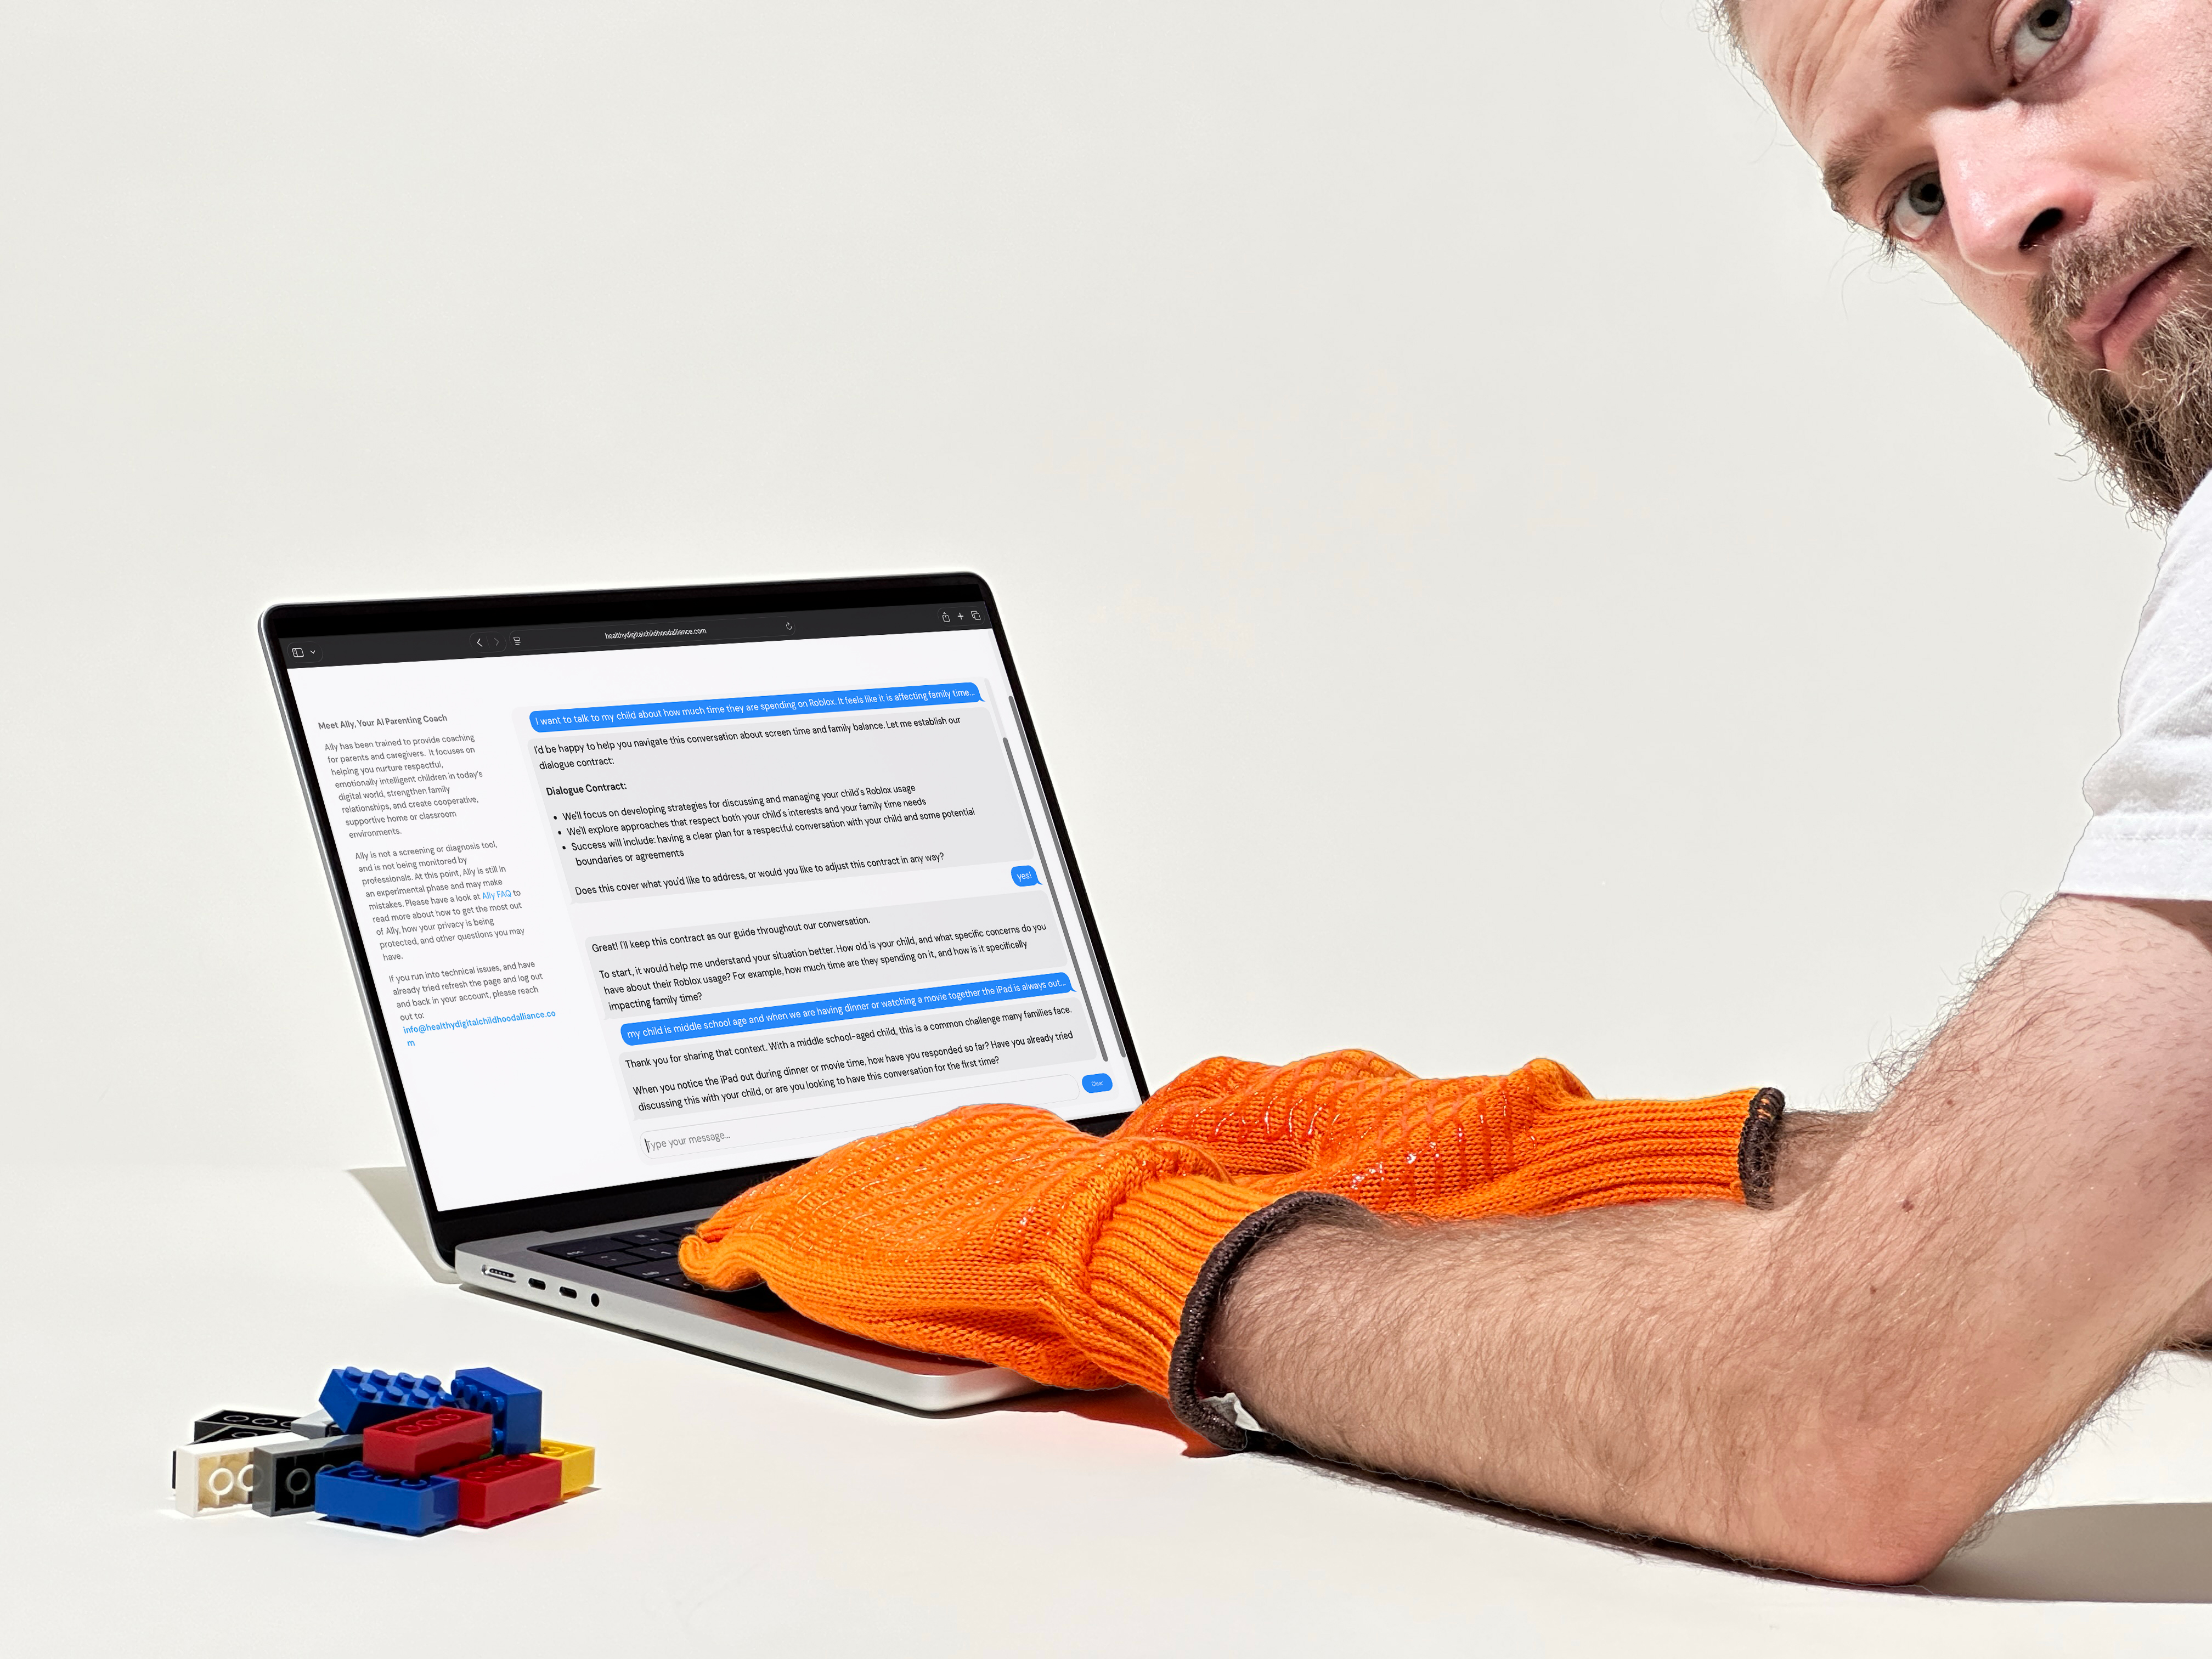 healthydigitalchildhoodalliance.com
Meet Ally, Your AI Parenting Coach
Ally has been trained to provide coaching
for parents and caregivers. It focuses on
helping you nurture respectful,
emotionally intelligent children in today's
digital world, strengthen family
relationships, and create cooperative,
supportive home or classroom
environments.
Ally is not a screening or diagnosis tool,
and is not being monitored by
professionals. At this point, Ally is still in
an experimental phase and may make
mistakes. Please have a look at Ally FAQ to
read more about how to get the most out
of Ally, how your privacy is being
protected, and other questions you may
have.
If you run into technical issues, and have
already tried refresh the page and log out
and back in your account, please reach
out to:
info@healthydigitalchildhoodalliance.co
m
I want to talk to my child about how much time they are spending on Roblox. It feels like it is affecting family time...
I'd be happy to help you navigate this conversation about screen time and family balance. Let me establish our
dialogue contract:
Dialogue Contract:
• We'll focus on developing strategies for discussing and managing your child's Roblox usage
• We'll explore approaches that respect both your child's interests and your family time needs
• Success will include: having a clear plan for a respectful conversation with your child and some potential
boundaries or agreements
Does this cover what you'd like to address, or would you like to adjust this contract in any way?
yes!
Great! I'll keep this contract as our guide throughout our conversation.
To start, it would help me understand your situation better. How old is your child, and what specific concerns do you
have about their Roblox usage? For example, how much time are they spending on it, and how is it specifically
impacting family time?
my child is middle school age and when we are having dinner or watching a movie together the iPad is always out...
Thank you for sharing that context. With a middle school-aged child, this is a common challenge many families face.
When you notice the iPad out during dinner or movie time, how have you responded so far? Have you already tried
discussing this with your child, or are you looking to have this conversation for the first time?
Clear
Type your message...
esc